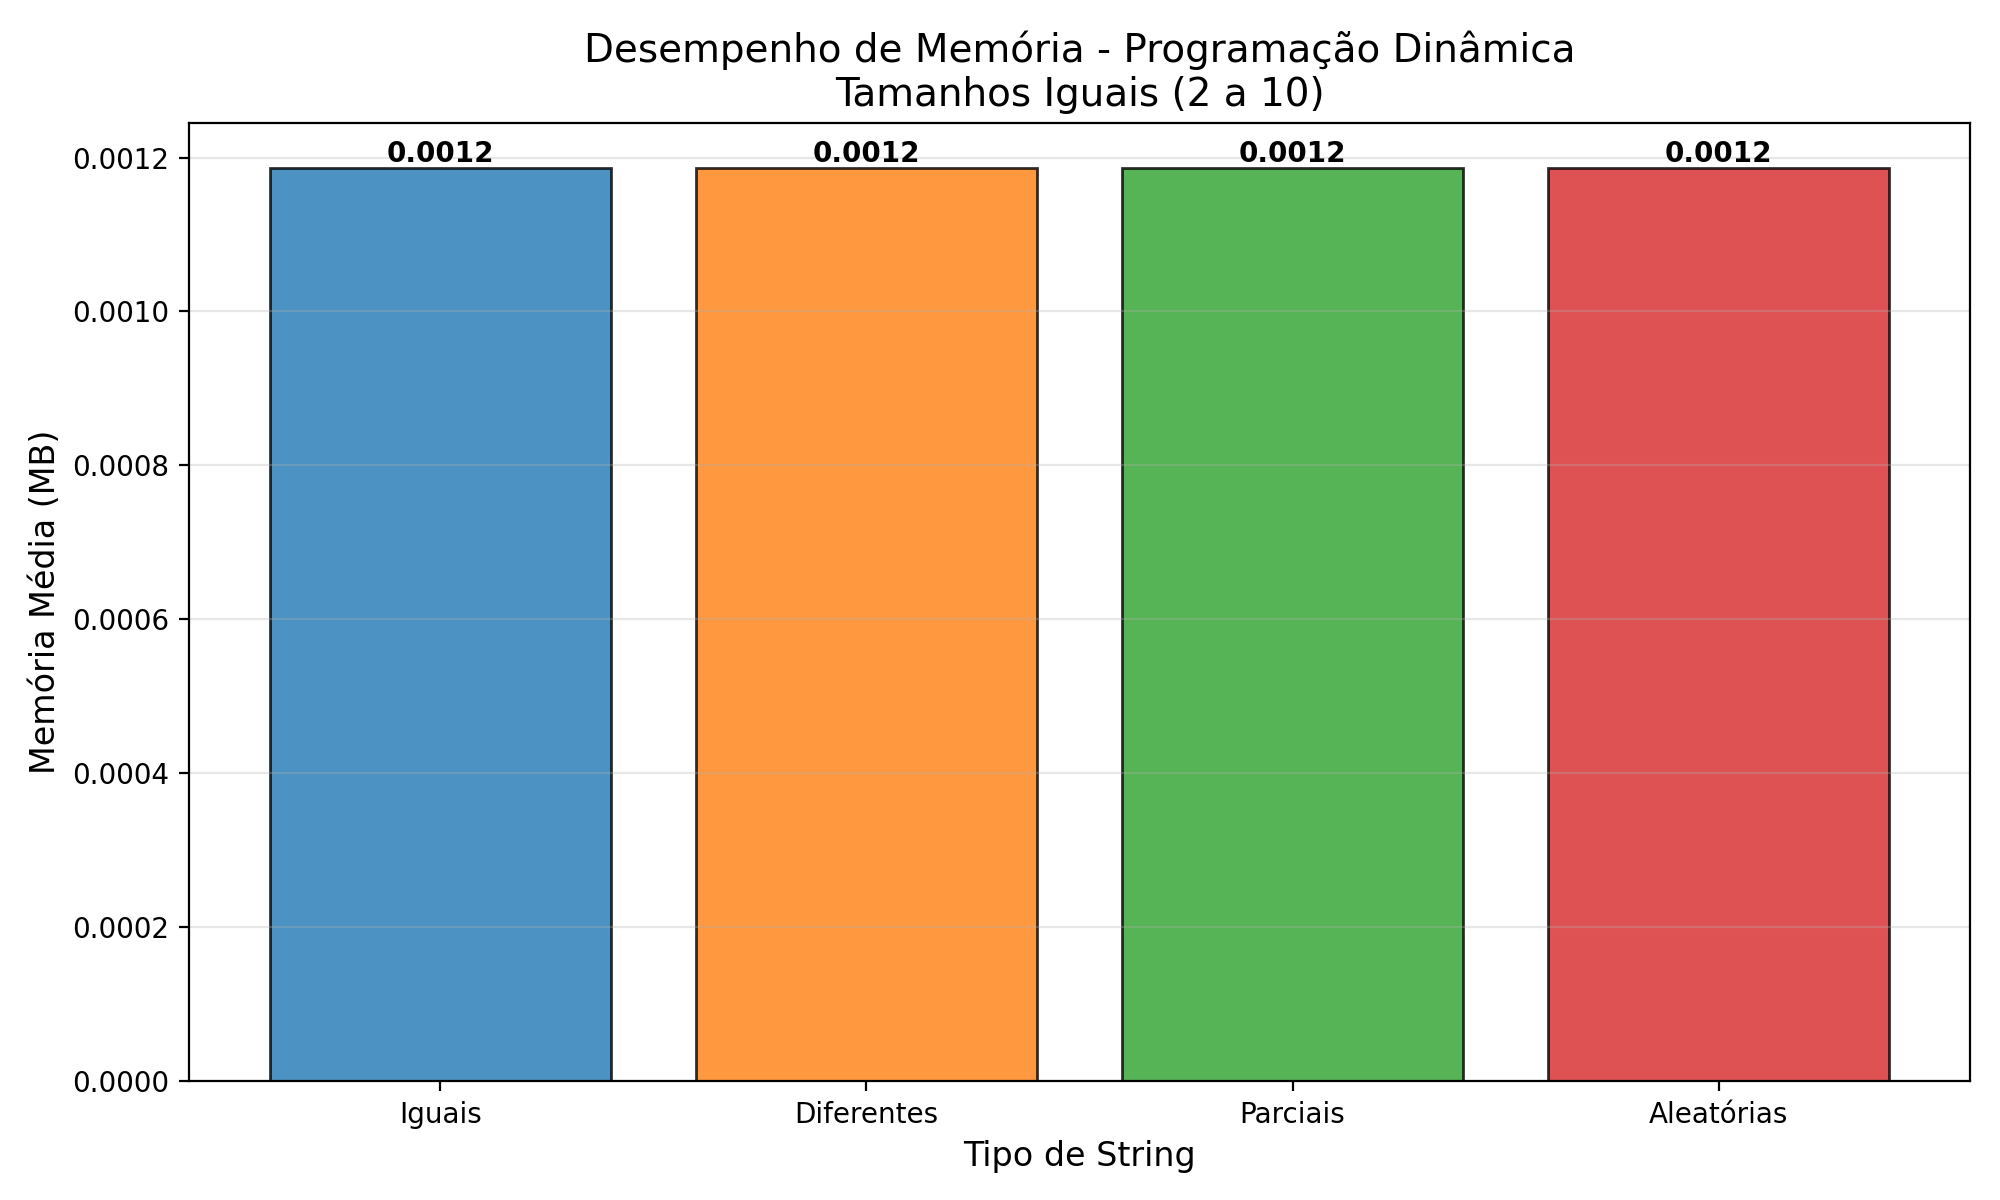 Desempenho de Memória - Programação Dinâmica
Tamanhos Iguais (2 a 10)
0.0012
0.0010
0.0008
0.0006
0.0004
0.0002
0.0000
Memória Média (MB)
0.0012 0.0012 0.0012 0.0012
Iguais Diferentes Parciais Aleatórias
Tipo de String